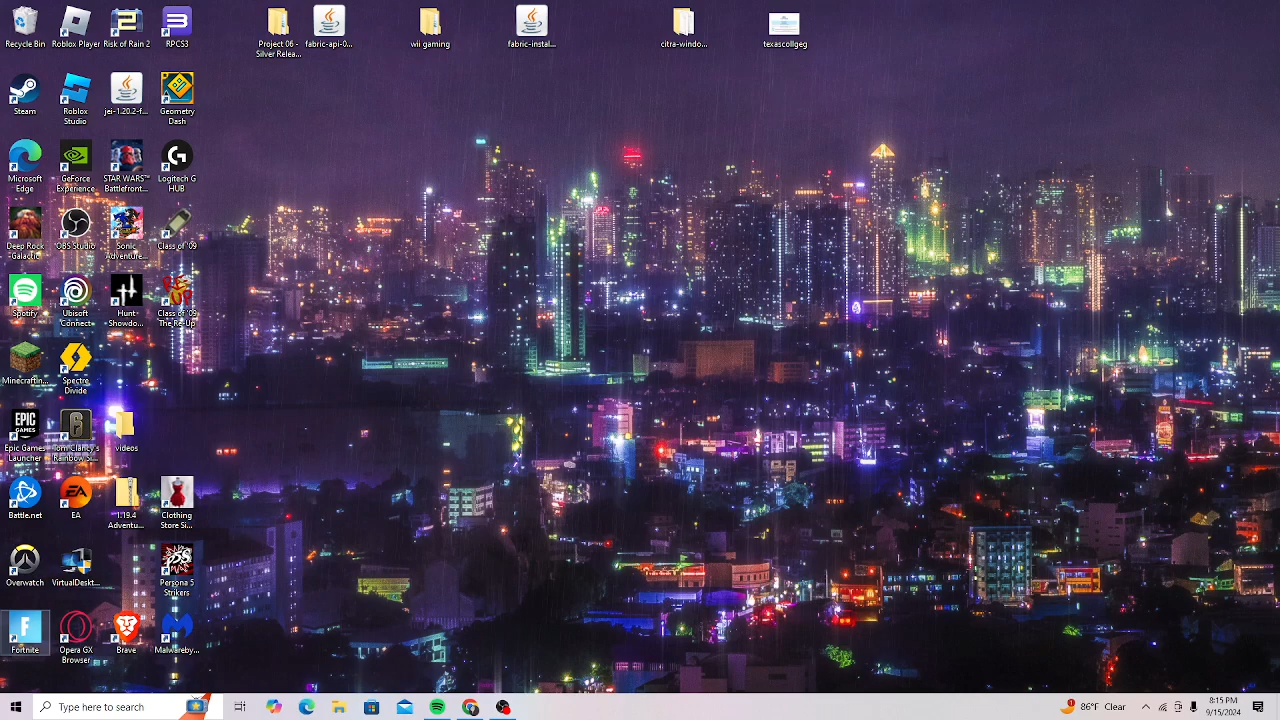 Recycle Bin
Roblox Player
Risk of Rain 2
RPCS3
Project 06 -
Silver Relea...
fabric-api-0....
wii gaming
fabric-instal...
citra-windo...
texascollgeg
Steam
Roblox
Studio
jei-1.20.2-f...
Geometry
Dash
Microsoft
Edge
GeForce
Experience
STAR WARS™
Battlefront...
Logitech G
HUB
Deep Rock
Galactic
OBS Studio
Sonic
Adventure...
Class of '09
Spotify
Ubisoft
Connect
Hunt
Showdo...
Class of '09
The Re-Up
Minecraft...
Spectre
Divide
EPIC
GAMES
Epic Games
Launcher
Tom Clancy's
Rainbow S...
Videos
Battle.net
EA
EA
1.19.4
Adventu...
Clothing
Store Si...
Overwatch
VirtualDeskt...
Persona 5
Strikers
F
Fortnite
Opera GX
Browser
Brave
Malwareby...
Type here to search
86°F Clear
8:15 PM
9/15/2024